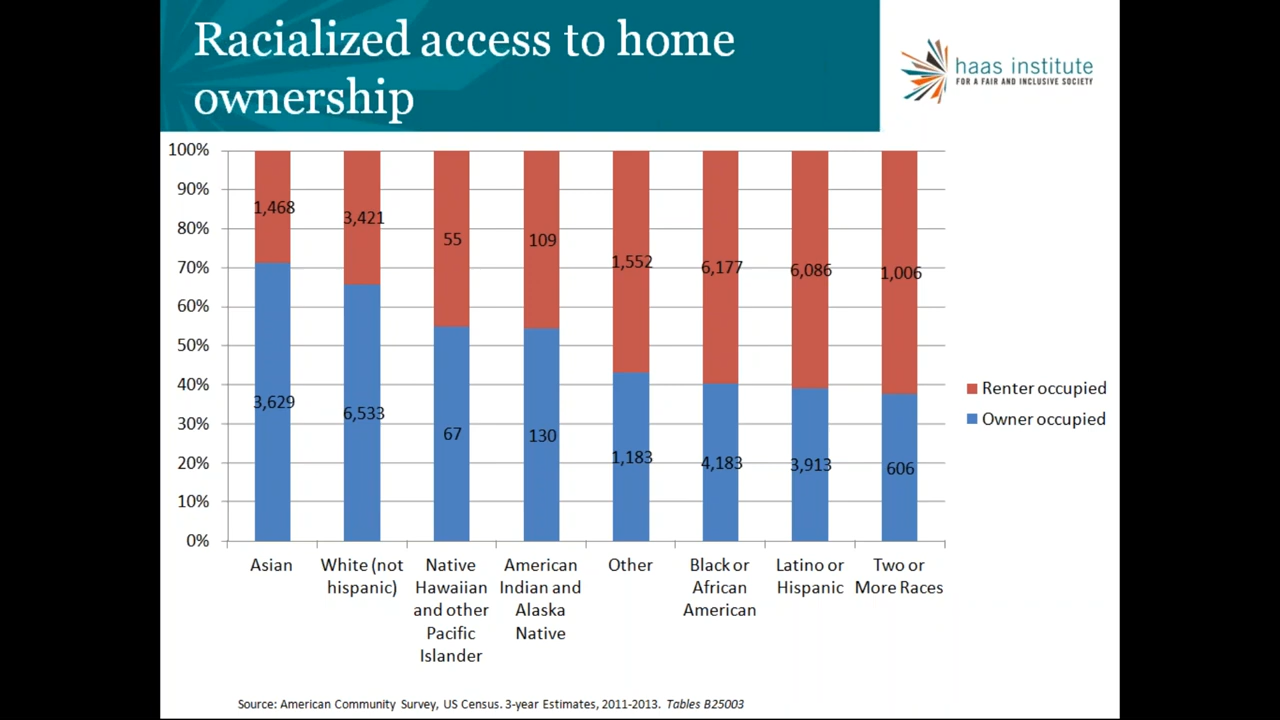 Racialized access to home
ownership
haas institute
FOR A FAIR AND INCLUSIVE SOCIETY
100%
90%
80%
70%
60%
50%
40%
30%
20%
10%
0%
1,468
3,421
55
109
1,552
6,177
6,086
1,006
3,629
6,533
67
130
1,183
4,183
3,913
606
Renter occupied
Owner occupied
Asian
White (not
hispanic)
Native
Hawaiian
and other
Pacific
Islander
American
Indian and
Alaska
Native
Other
Black or
African
American
Latino or
Hispanic
Two or
More Races
Source: American Community Survey, US Census. 3-year Estimates, 2011-2013. Tables B25003